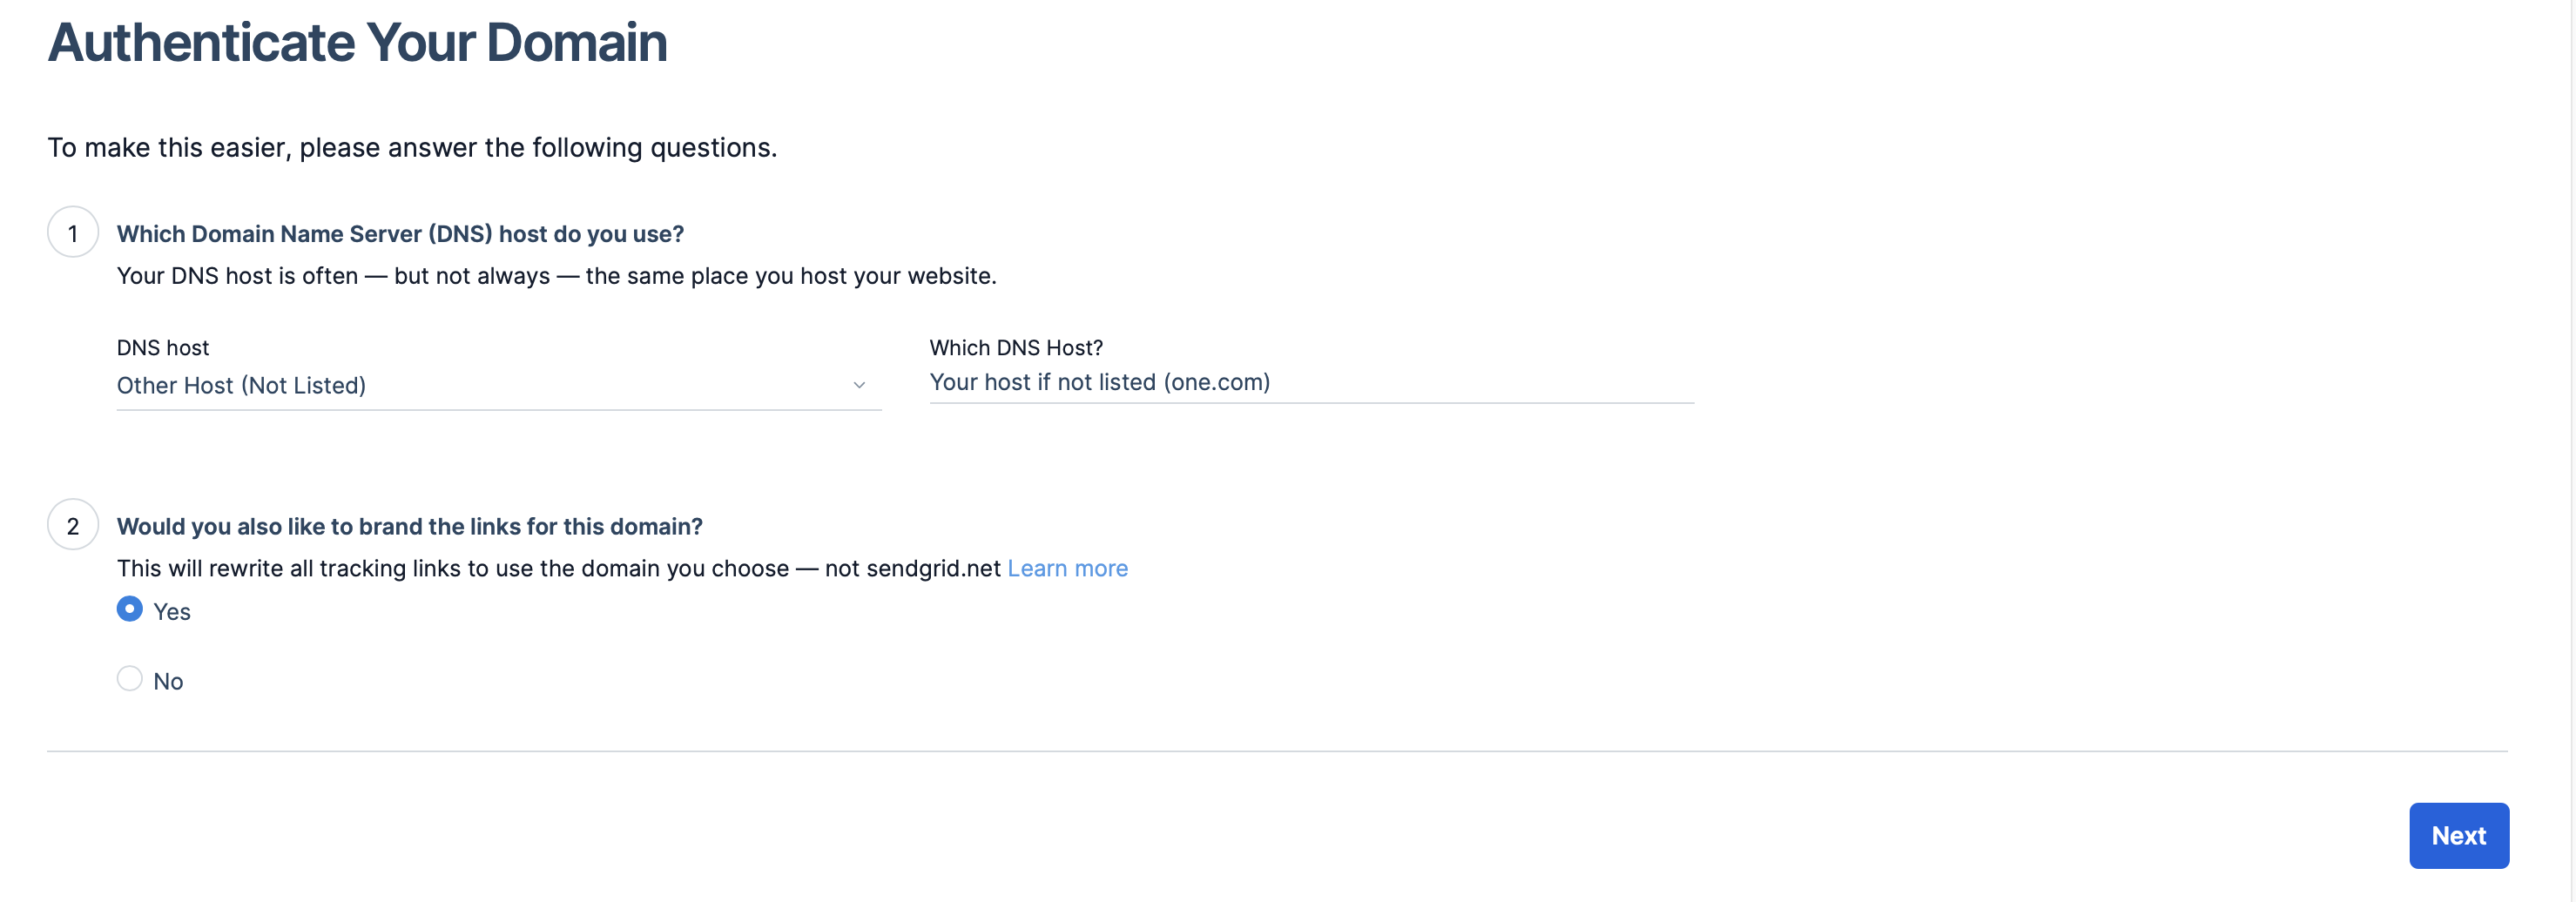 Authenticate Your Domain
To make this easier, please answer the following questions.
1 Which Domain Name Server (DNS) host do you use?
Your DNS host is often — but not always — the same place you host your website.
DNS host
Other Host (Not Listed)
Which DNS Host?
Your host if not listed (one.com)
2 Would you also like to brand the links for this domain?
This will rewrite all tracking links to use the domain you choose — not sendgrid.net Learn more
Yes
No
Next